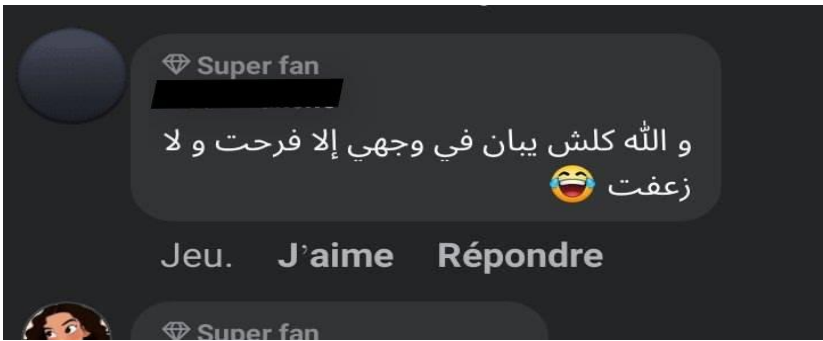 Super fan
و الله كلش يبان في وجهي إلا فرحت و لا
زعفت 😂
Jeu. J'aime Répondre
Super fan